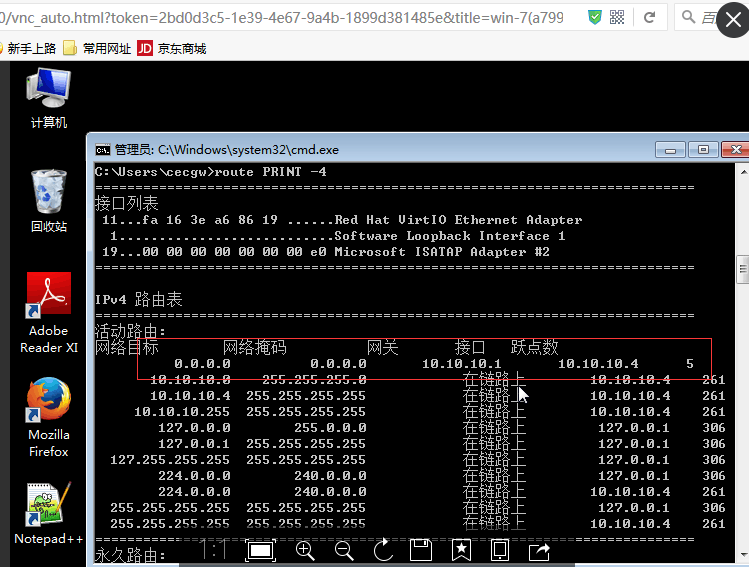 0/vnc_auto.html?token=2bd0d3c5-1e39-4e67-9a4b-1899d381485e&title=win-7(a799
百
新手上路 常用网址 JD 京东商城
计算机
回收站
Adobe
Reader XI
Mozilla
Firefox
Notepad++
管理员: C:\Windows\system32\cmd.exe
C:\Users\cecgw>route PRINT -4
===========================================================================
接口列表
11...fa 16 3e a6 86 19 ......Red Hat VirtIO Ethernet Adapter
1...........................Software Loopback Interface 1
19...00 00 00 00 00 00 00 e0 Microsoft ISATAP Adapter #2
===========================================================================
IPv4 路由表
===========================================================================
活动路由:
网络目标 网络掩码 网关 接口 跃点数
0.0.0.0 0.0.0.0 10.10.10.1 10.10.10.4 5
10.10.10.0 255.255.255.0 在链路上 10.10.10.4 261
10.10.10.4 255.255.255.255 在链路上 10.10.10.4 261
10.10.10.255 255.255.255.255 在链路上 10.10.10.4 261
127.0.0.0 255.0.0.0 在链路上 127.0.0.1 306
127.0.0.1 255.255.255.255 在链路上 127.0.0.1 306
127.255.255.255 255.255.255.255 在链路上 127.0.0.1 306
224.0.0.0 240.0.0.0 在链路上 127.0.0.1 306
224.0.0.0 240.0.0.0 在链路上 10.10.10.4 261
255.255.255.255 255.255.255.255 在链路上 127.0.0.1 306
255.255.255.255 255.255.255.255 在链路上 10.10.10.4 261
===========================================================================
永久路由:
1:1